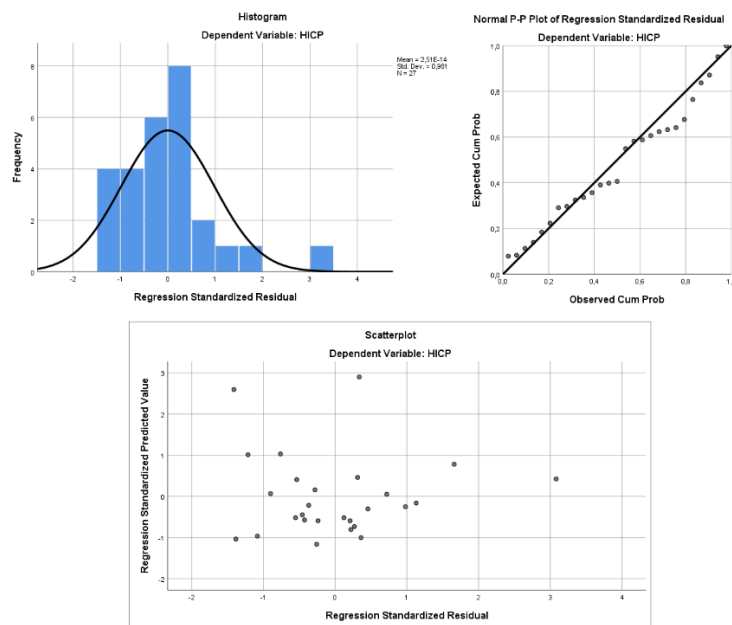 Histogram
Dependent Variable: HICP
Mean = 2,51E-14
Std. Dev. = 0,981
N = 27
Frequency
8
6
4
2
0
-2 -1 0 1 2 3 4
Regression Standardized Residual
Normal P-P Plot of Regression Standardized Residual
Dependent Variable: HICP
Expected Cum Prob
1,0
0,8
0,6
0,4
0,2
0,0
0,0 0,2 0,4 0,6 0,8 1,
Observed Cum Prob
Scatterplot
Dependent Variable: HICP
Regression Standardized Predicted Value
3
2
1
0
-1
-2
-2 -1 0 1 2 3 4
Regression Standardized Residual